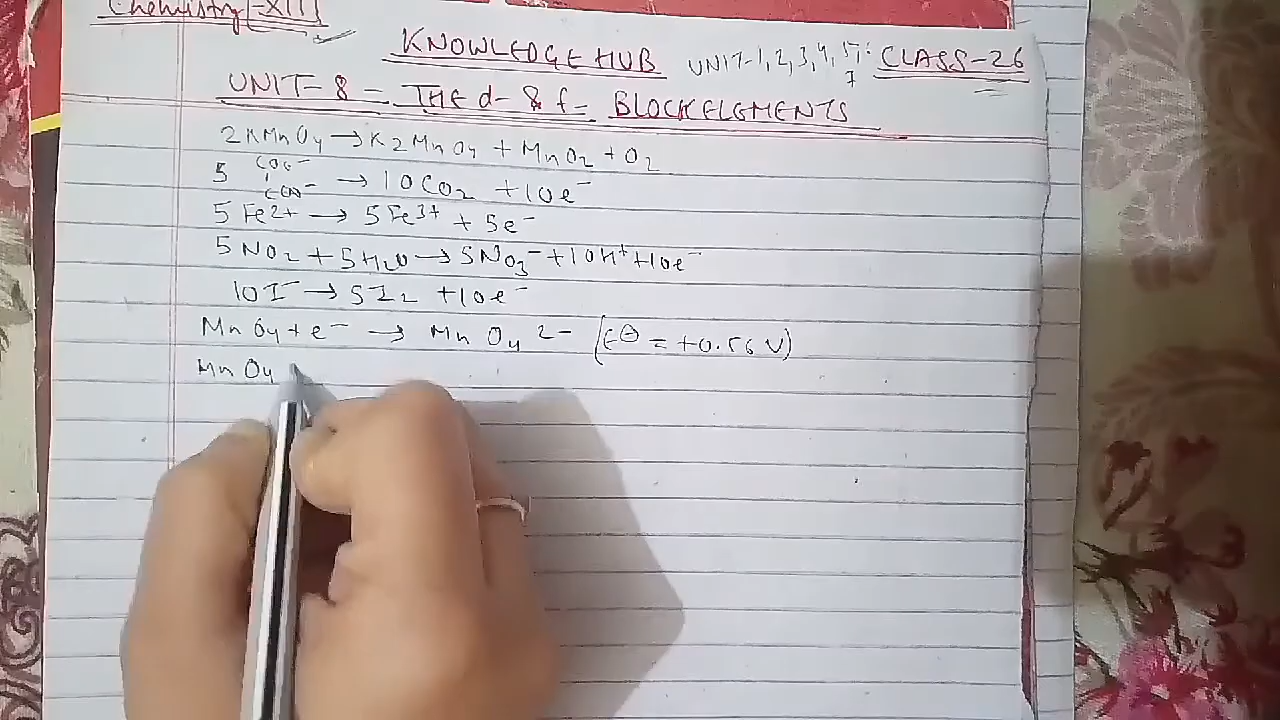 Chemistry[-XII]
KNOWLEDGE HUB UNIT-1,2,3,4,5, 7: CLASS-26
UNIT-8 - THE d- & f- BLOCK ELEMENTS
2KMnO4 → K2MnO4 + MnO2 + O2
5 COO- COO- → 10CO2 + 10e-
5Fe2+ → 5Fe3+ + 5e-
5NO2 + 5H2O → 5NO3- + 10H+ + 10e-
10I- → 5I2 + 10e-
MnO4 + e- → MnO4 2- (E⊖ = +0.56V)
MnO4